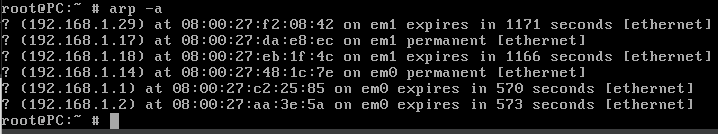 root@PC:~ # arp -a
? (192.168.1.29) at 08:00:27:f2:08:42 on em1 expires in 1171 seconds [ethernet]
? (192.168.1.17) at 08:00:27:da:e8:ec on em1 permanent [ethernet]
? (192.168.1.18) at 08:00:27:eb:1f:4c on em1 expires in 1166 seconds [ethernet]
? (192.168.1.14) at 08:00:27:48:1c:7e on em0 permanent [ethernet]
? (192.168.1.1) at 08:00:27:c2:25:85 on em0 expires in 570 seconds [ethernet]
? (192.168.1.2) at 08:00:27:aa:3e:5a on em0 expires in 573 seconds [ethernet]
root@PC:~ #